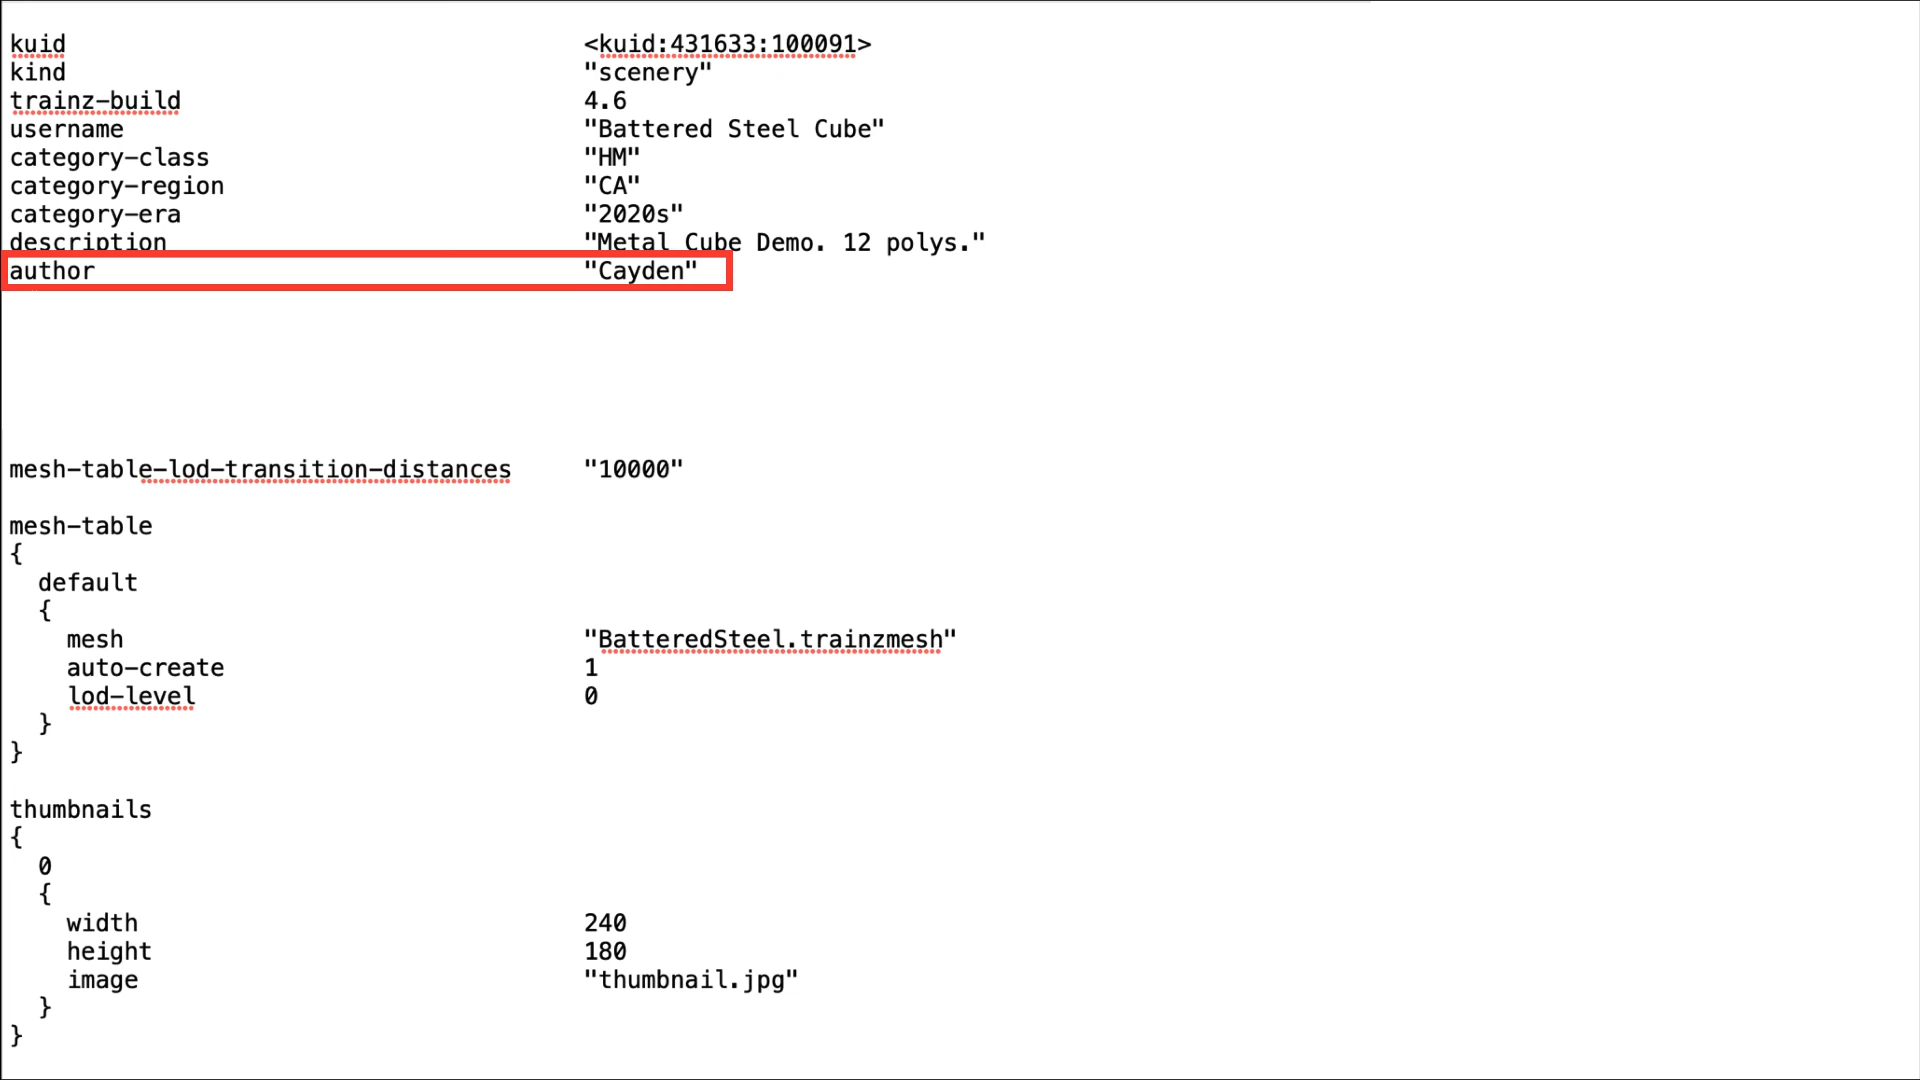 kuid <kuid:431633:100091>
kind "scenery"
trainz-build 4.6
username "Battered Steel Cube"
category-class "HM"
category-region "CA"
category-era "2020s"
description "Metal Cube Demo. 12 polys."
author "Cayden"
mesh-table-lod-transition-distances "10000"
mesh-table
{
default
{
mesh "BatteredSteel.trainzmesh"
auto-create 1
lod-level 0
}
}
thumbnails
{
0
{
width 240
height 180
image "thumbnail.jpg"
}
}